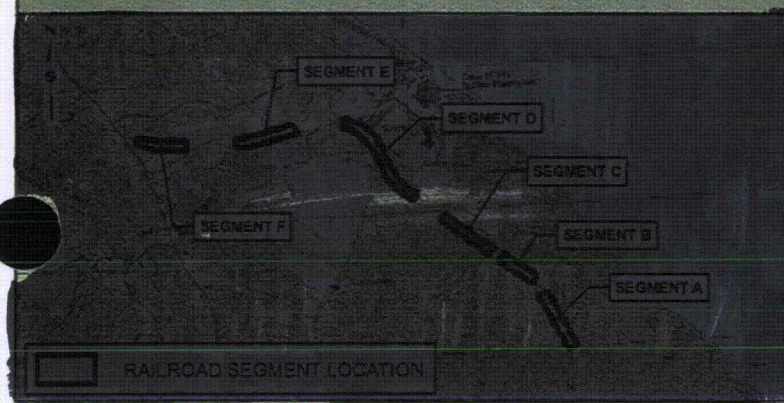 N
S
SEGMENT E
SEGMENT D
SEGMENT C
SEGMENT F
SEGMENT B
SEGMENT A
RAILROAD SEGMENT LOCATION